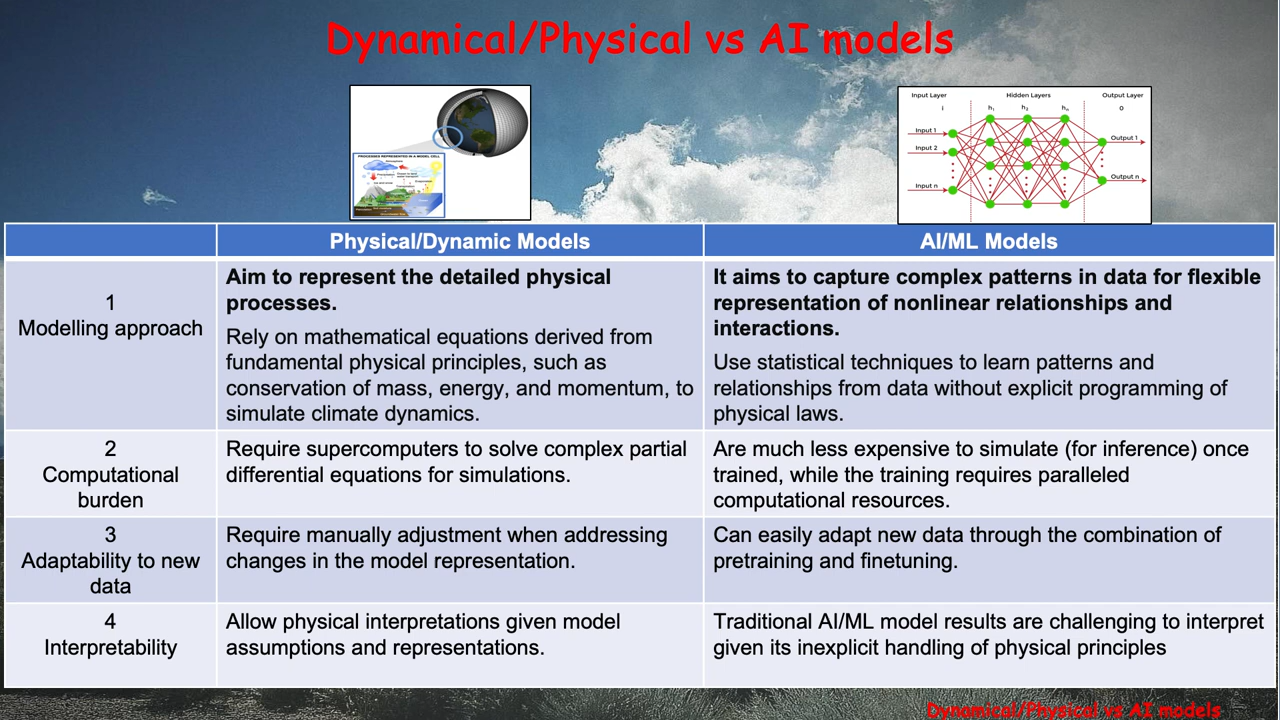 Dynamical/Physical vs AI models
PROCESSES REPRESENTED IN A MODEL CELL
Input Layer
Hidden Layers
Output Layer
I
h₁
h₂
hₙ
O
Input 1
Input 2
Input n
Output 1
Output n
Physical/Dynamic Models
AI/ML Models
1
Modelling approach
Aim to represent the detailed physical
processes.
Rely on mathematical equations derived from
fundamental physical principles, such as
conservation of mass, energy, and momentum, to
simulate climate dynamics.
It aims to capture complex patterns in data for flexible
representation of nonlinear relationships and
interactions.
Use statistical techniques to learn patterns and
relationships from data without explicit programming of
physical laws.
2
Computational
burden
Require supercomputers to solve complex partial
differential equations for simulations.
Are much less expensive to simulate (for inference) once
trained, while the training requires paralleled
computational resources.
3
Adaptability to new
data
Require manually adjustment when addressing
changes in the model representation.
Can easily adapt new data through the combination of
pretraining and finetuning.
4
Interpretability
Allow physical interpretations given model
assumptions and representations.
Traditional AI/ML model results are challenging to interpret
given its inexplicit handling of physical principles
Dynamical/Physical vs AI models